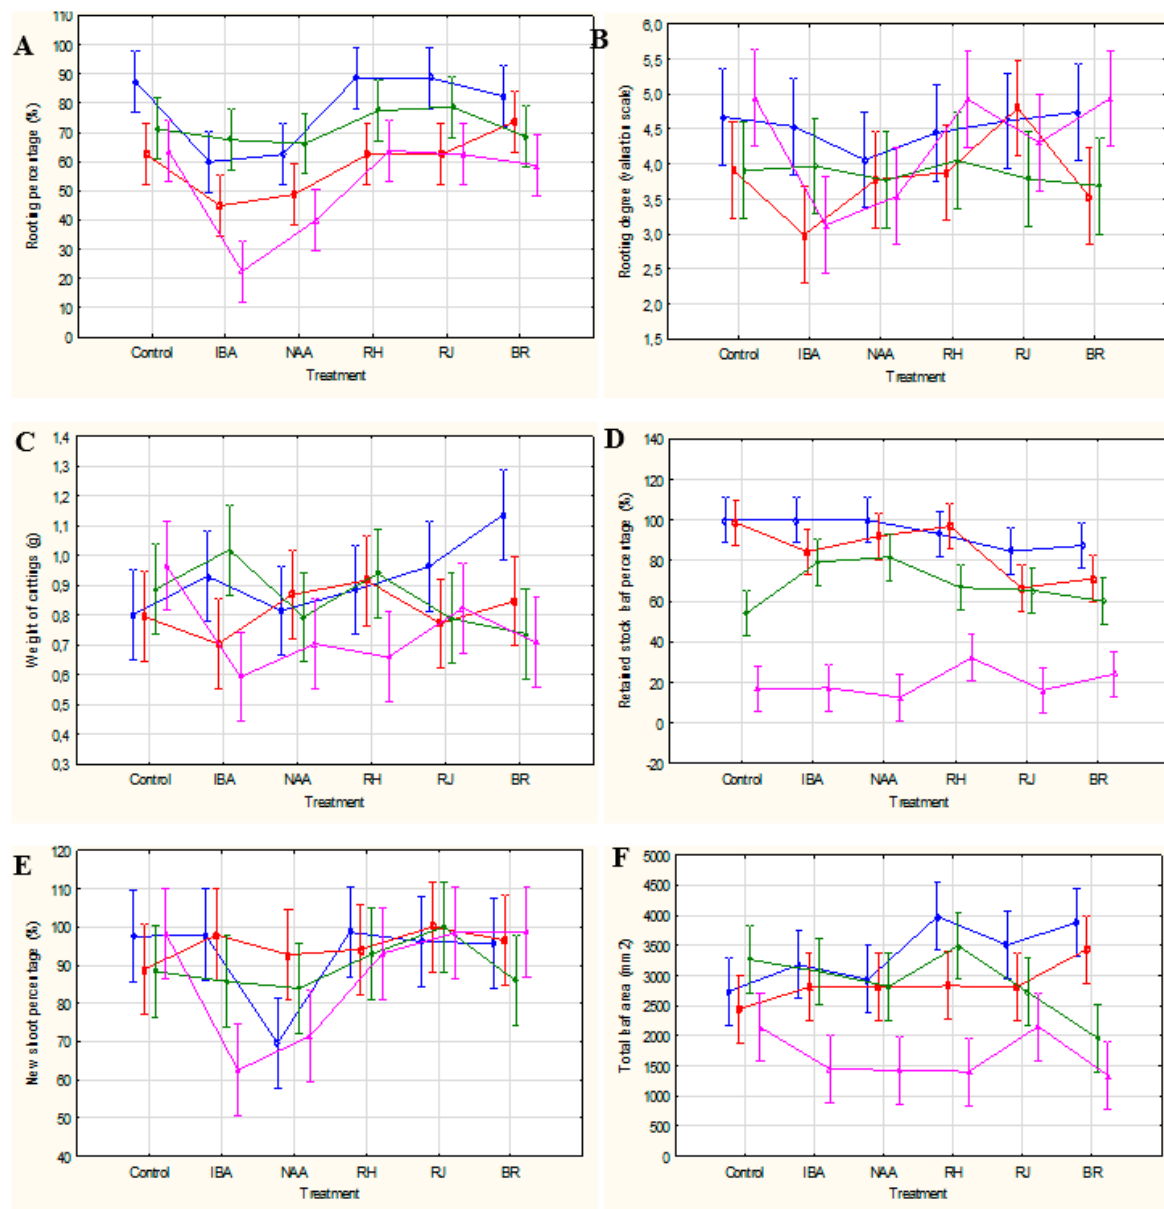 A
Rooting percentage (%)
110
100
90
80
70
60
50
40
30
20
10
0
Control IBA NAA RH RJ BR
Treatment
B
Rooting degree (valuation scale)
6,0
5,5
5,0
4,5
4,0
3,5
3,0
2,5
2,0
1,5
Control IBA NAA RH RJ BR
Treatment
C
Weight of cattings (g)
1,4
1,3
1,2
1,1
1,0
0,9
0,8
0,7
0,6
0,5
0,4
0,3
Control IBA NAA RH RJ BR
Treatment
D
Retained stock leaf percentage (%)
140
120
100
80
60
40
20
0
-20
Control IBA NAA RH RJ BR
Treatment
E
New shoot percentage (%)
120
110
100
90
80
70
60
50
40
Control IBA NAA RH RJ BR
Treatment
F
Total leaf area (mm2)
5000
4500
4000
3500
3000
2500
2000
1500
1000
500
0
Control IBA NAA RH RJ BR
Treatment